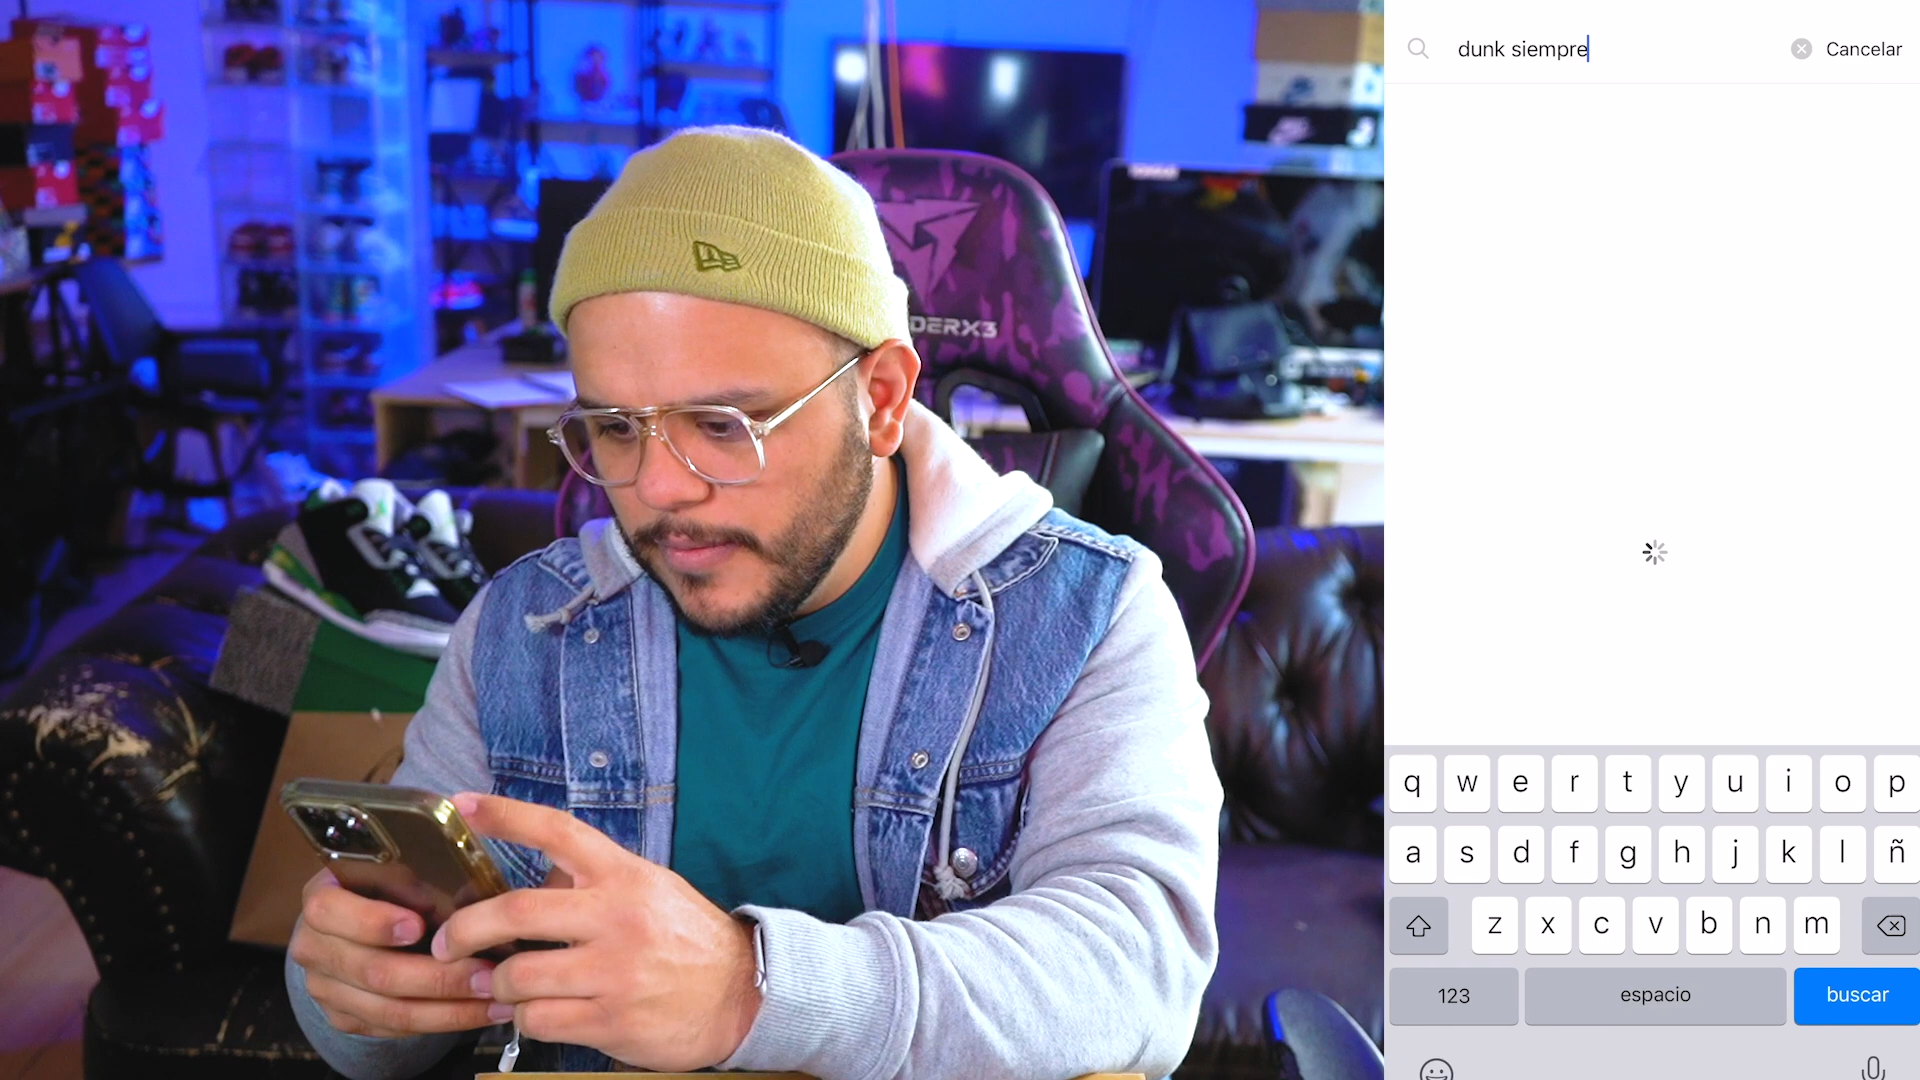 dunk siempre
Cancelar
DERX3
q w e r t y u i o p
a s d f g h j k l ñ
z x c v b n m
123 espacio buscar